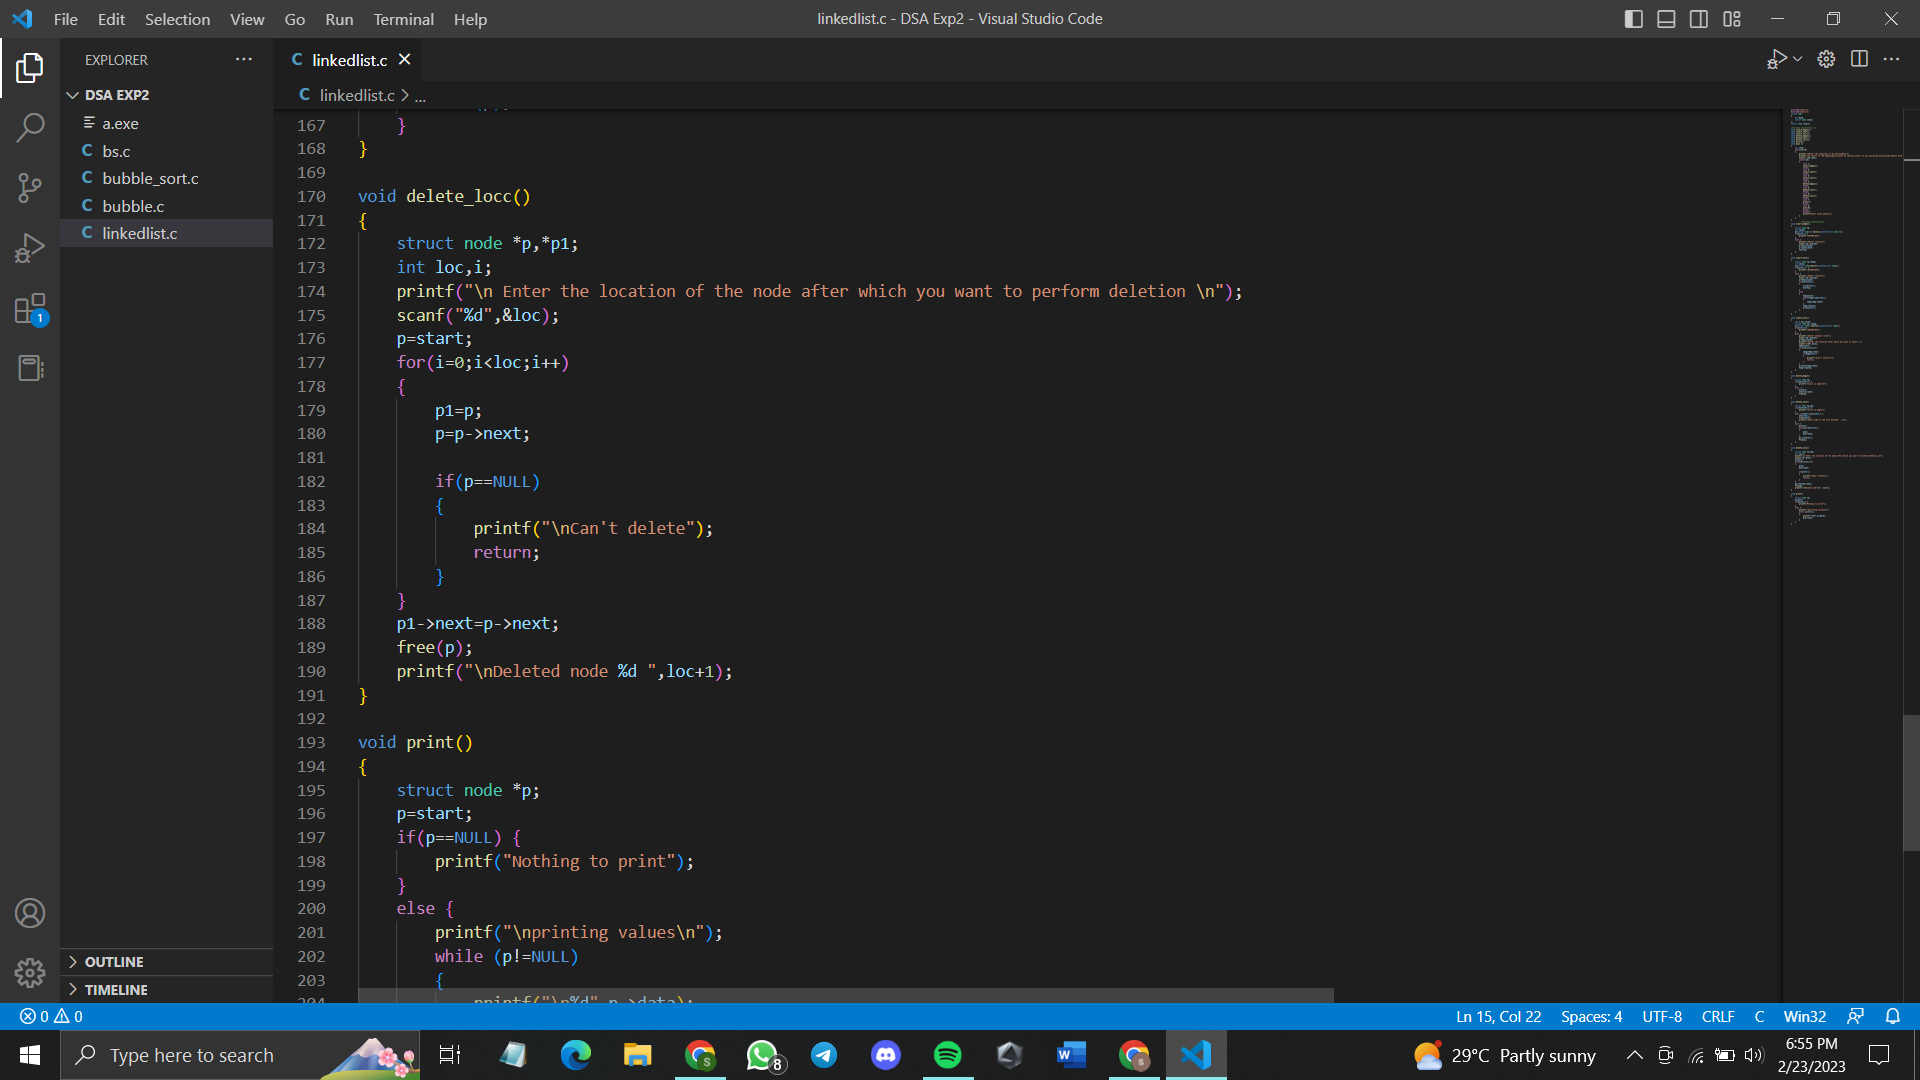 File Edit Selection View Go Run Terminal Help
linkedlist.c - DSA Exp2 - Visual Studio Code
EXPLORER
DSA EXP2
a.exe
C bs.c
C bubble_sort.c
C bubble.c
C linkedlist.c
OUTLINE
TIMELINE
1
C linkedlist.c
C linkedlist.c > ...
167 }
168 }
169
170 void delete_locc()
171 {
172 struct node *p,*p1;
173 int loc,i;
174 printf("\n Enter the location of the node after which you want to perform deletion \n");
175 scanf("%d",&loc);
176 p=start;
177 for(i=0;i<loc;i++)
178 {
179 p1=p;
180 p=p->next;
181
182 if(p==NULL)
183 {
184 printf("\nCan't delete");
185 return;
186 }
187 }
188 p1->next=p->next;
189 free(p);
190 printf("\nDeleted node %d ",loc+1);
191 }
192
193 void print()
194 {
195 struct node *p;
196 p=start;
197 if(p==NULL) {
198 printf("Nothing to print");
199 }
200 else {
201 printf("\nprinting values\n");
202 while (p!=NULL)
203 {
204 printf("\n%d",p->data);
0 0
Ln 15, Col 22 Spaces: 4 UTF-8 CRLF C Win32
Type here to search
8
29°C Partly sunny
6:55 PM
2/23/2023